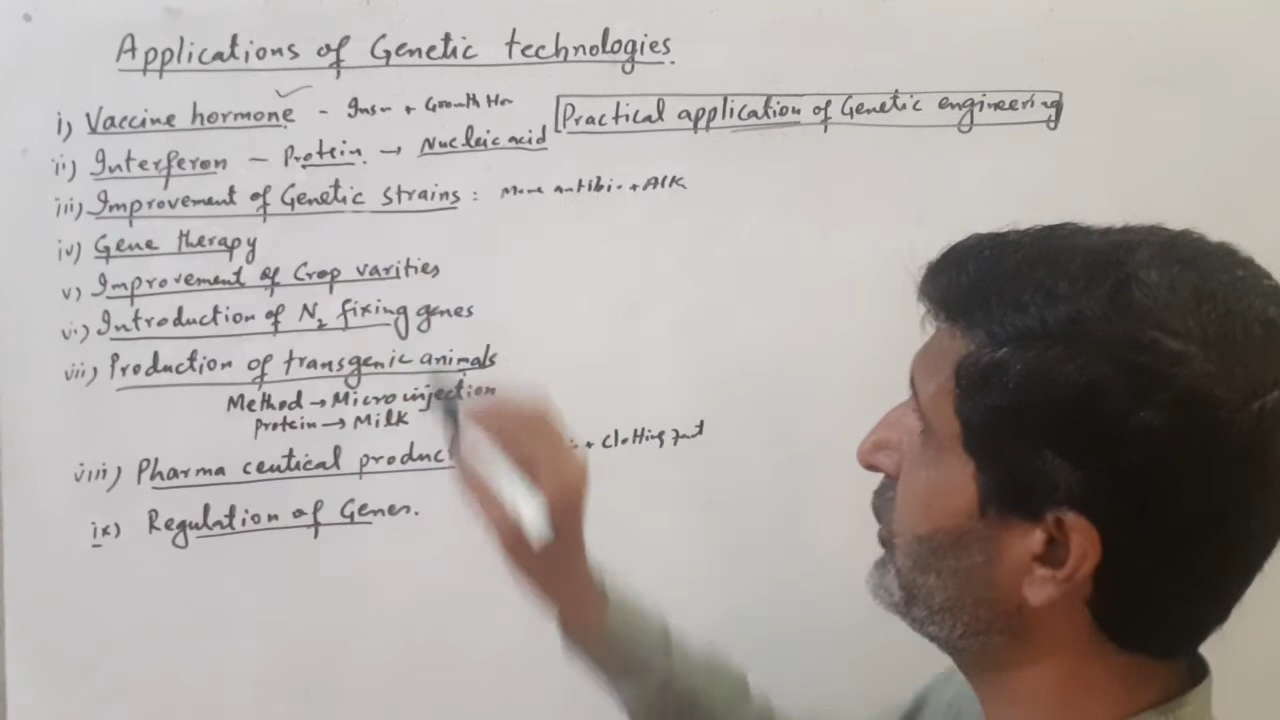 Applications of Genetic technologies.
i) Vaccine hormone - Insu + Growth Hor
Practical application of Genetic engineering
ii) Interferon - Protein. → Nucleic acid
iii) Improvement of Genetic strains: More antibio + Alk
iv) Gene therapy
v) Improvement of Crop varities
vi) Introduction of N2 fixing genes
vii) Production of transgenic animals
Method → Micro injection
Protein → Milk
viii) Pharma ceutical product + Clotting fact
ix) Regulation of Genes.